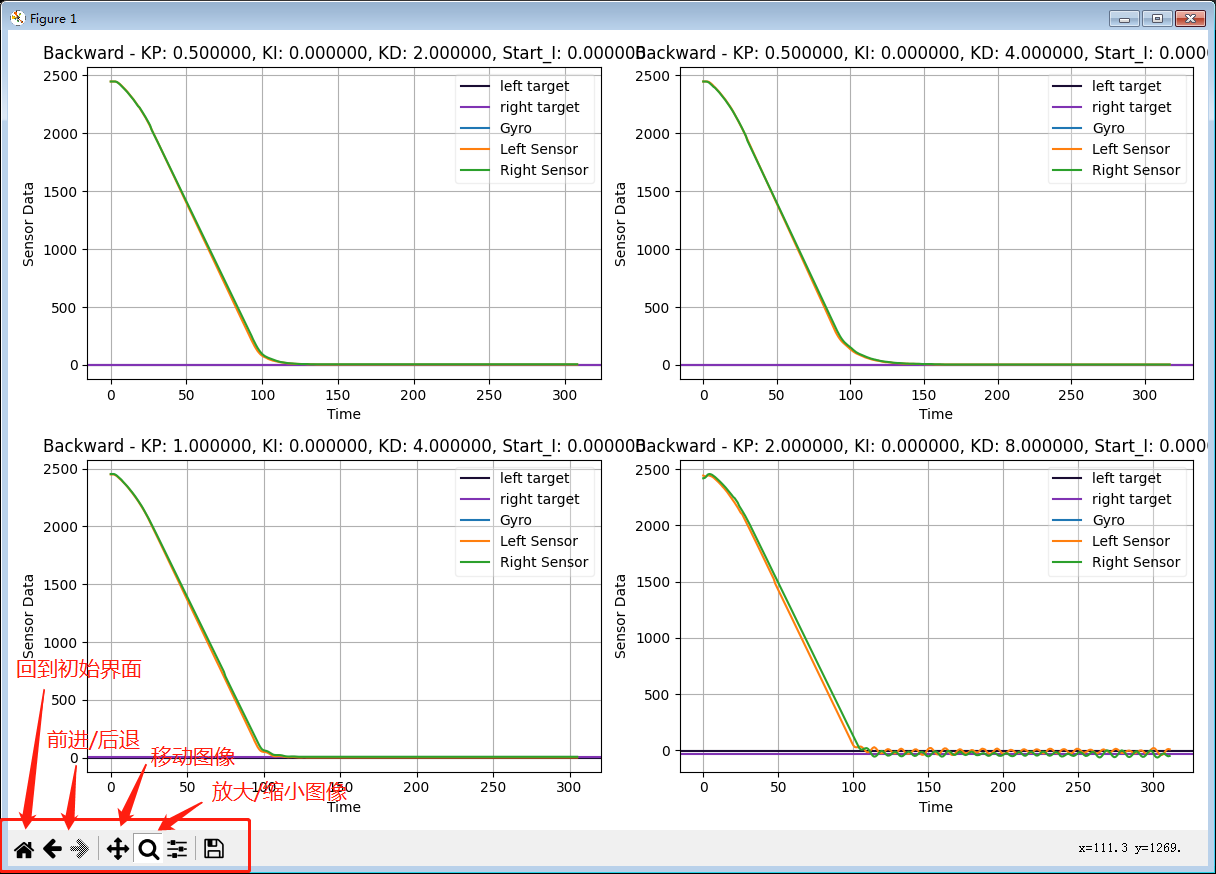 Figure 1
Backward - KP: 0.500000, KI: 0.000000, KD: 2.000000, Start_I: 0.000000
Backward - KP: 0.500000, KI: 0.000000, KD: 4.000000, Start_I: 0.0000
2500
2000
1500
1000
500
0
Sensor Data
left target
right target
Gyro
Left Sensor
Right Sensor
0 50 100 150 200 250 300
Time
2500
2000
1500
1000
500
0
Sensor Data
left target
right target
Gyro
Left Sensor
Right Sensor
0 50 100 150 200 250 300
Time
Backward - KP: 1.000000, KI: 0.000000, KD: 4.000000, Start_I: 0.000000
Backward - KP: 2.000000, KI: 0.000000, KD: 8.000000, Start_I: 0.0000
2500
2000
1500
1000
500
0
Sensor Data
left target
right target
Gyro
Left Sensor
Right Sensor
0 50 100 150 200 250 300
Time
2500
2000
1500
1000
500
0
Sensor Data
left target
right target
Gyro
Left Sensor
Right Sensor
0 50 100 150 200 250 300
Time
回到初始界面
前进/后退
移动图像
放大/缩小图像
x=111.3 y=1269.